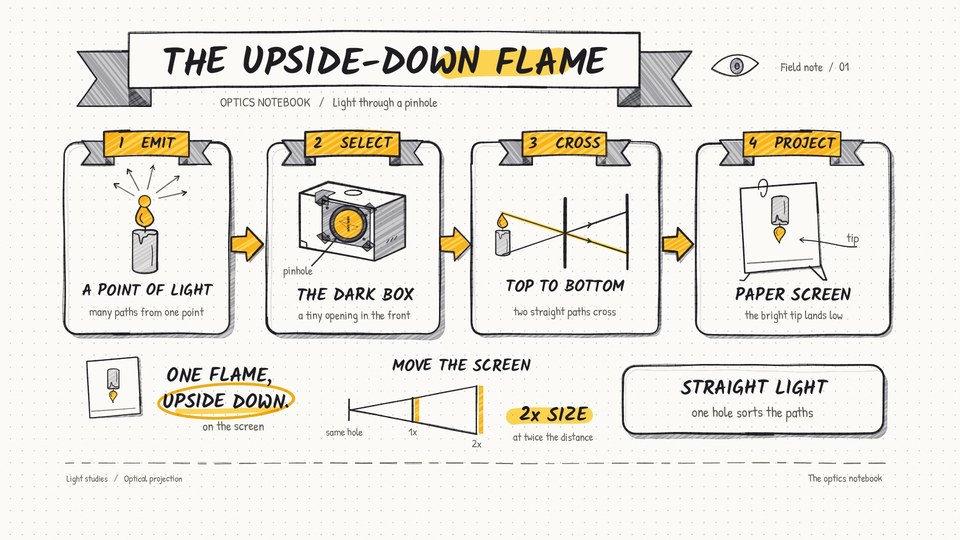 THE UPSIDE-DOWN FLAME
Field note / 01
OPTICS NOTEBOOK / Light through a pinhole
1 EMIT
2 SELECT
3 CROSS
4 PROJECT
pinhole
tip
A POINT OF LIGHT
many paths from one point
THE DARK BOX
a tiny opening in the front
TOP TO BOTTOM
two straight paths cross
PAPER SCREEN
the bright tip lands low
ONE FLAME,
UPSIDE DOWN.
on the screen
MOVE THE SCREEN
same hole
1x
2x
2x SIZE
at twice the distance
STRAIGHT LIGHT
one hole sorts the paths
Light studies / Optical projection
The optics notebook